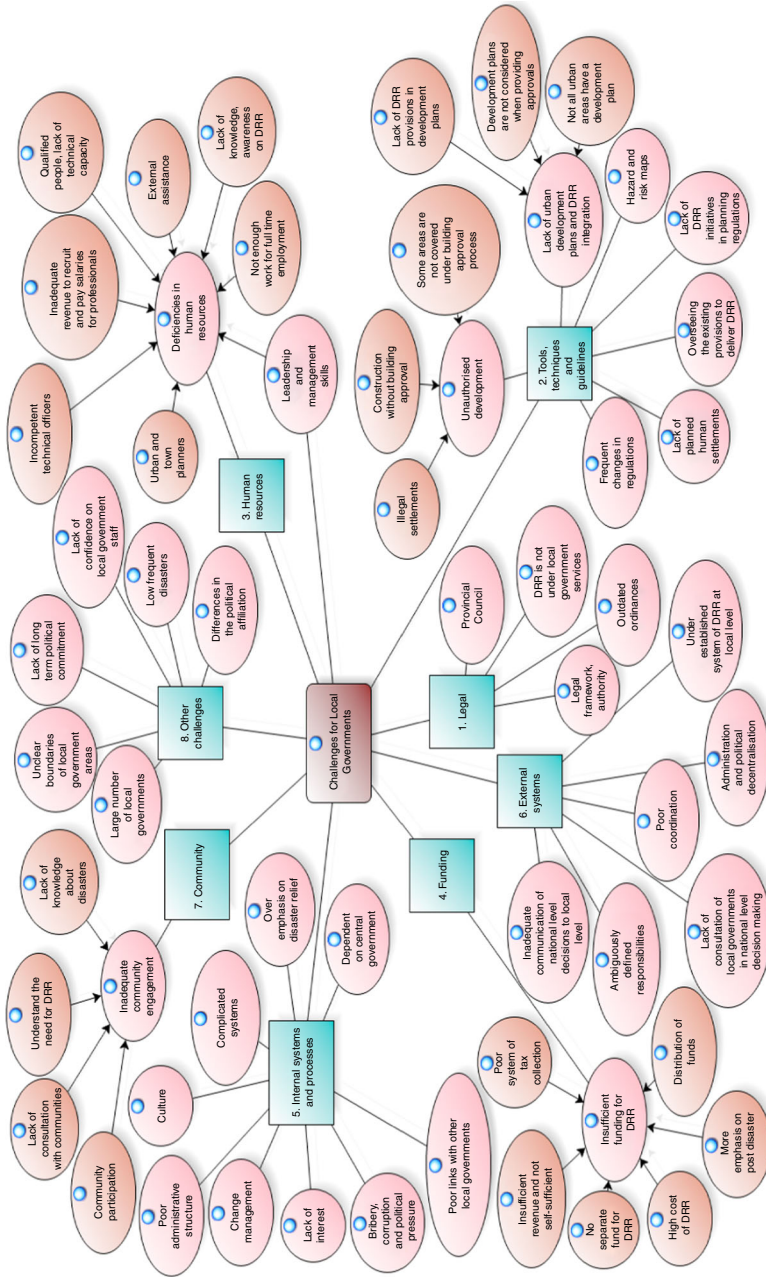 Challenges for Local
Governments
1. Legal
Provincial
Council
DRR is not
under local
government
services
Outdated
ordinances
Legal
framework,
authority
2. Tools,
techniques
and
guidelines
Unauthorised
development
Illegal
settlements
Construction
without building
approval
Some areas are
not covered
under building
approval
process
Lack of urban
development
plans and DRR
integration
Lack of DRR
provisions in
development
plans
Development plans
are not considered
when providing
approvals
Not all urban
areas have a
development
plan
Hazard and
risk maps
Lack of
DRR
initiatives
in planning
regulations
Overseeing
the existing
provisions to
deliver DRR
Lack of
planned
human
settlements
Frequent
changes in
regulations
3. Human
resources
Deficiencies in
human
resources
Urban and
town
planners
Incompetent
technical officers
Inadequate
revenue to recruit
and pay salaries
for professionals
Qualified
people, lack of
technical
capacity
External
assistance
Lack of
knowledge,
awareness
on DRR
Not enough
work for full time
employment
Leadership
and
management
skills
4. Funding
Insufficient
funding for
DRR
Poor
system of
tax
collection
Insufficient
revenue and not
self-sufficient
No
separate
fund for
DRR
High cost
of DRR
More
emphasis on
post disaster
Distribution of
funds
5. Internal systems
and processes
Over
emphasis on
disaster relief
Dependent
on central
government
Complicated
systems
Culture
Poor
administrative
structure
Change
management
Lack of
interest
Bribery,
corruption
and political
pressure
Poor links with other
local governments
6. External
systems
Under
established
system of DRR at
local level
Administration
and political
decentralisation
Poor
coordination
Lack of
consultation of
local governments
in national level
decision making
Ambiguously
defined
responsibilities
Inadequate
communication of
national level
decisions to local
level
7. Community
Inadequate
community
engagement
Lack of
knowledge
about
disasters
Understand the
need for DRR
Lack of
consultation
with communities
Community
participation
8. Other
challenges
Large number
of local
governments
Unclear
boundaries
of local
government
areas
Lack of long
term political
commitment
Lack of
confidence on
local government
staff
Low frequent
disasters
Differences in
the political
affiliation